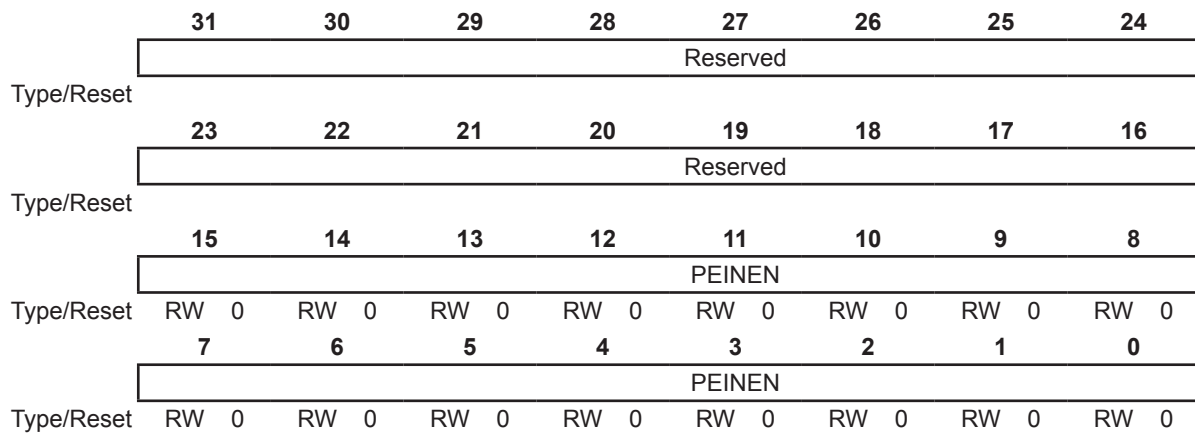 31 30 29 28 27 26 25 24
Reserved
Type/Reset
23 22 21 20 19 18 17 16
Reserved
Type/Reset
15 14 13 12 11 10 9 8
PEINEN
Type/Reset RW 0 RW 0 RW 0 RW 0 RW 0 RW 0 RW 0 RW 0
7 6 5 4 3 2 1 0
PEINEN
Type/Reset RW 0 RW 0 RW 0 RW 0 RW 0 RW 0 RW 0 RW 0